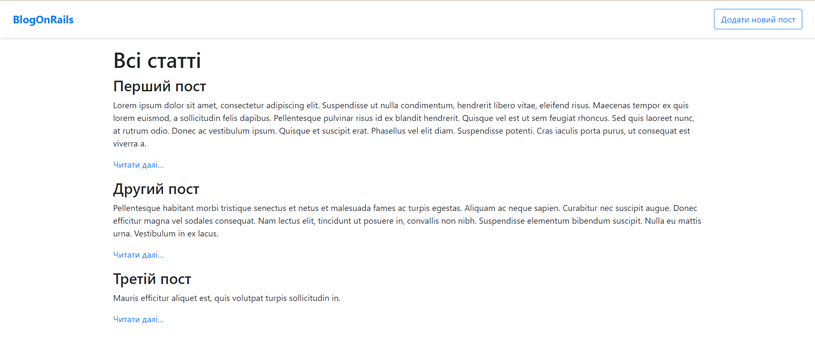 BlogOnRails
Додати новий пост
Всі статті
Перший пост
Lorem ipsum dolor sit amet, consectetur adipiscing elit. Suspendisse ut nulla condimentum, hendrerit libero vitae, eleifend risus. Maecenas tempor ex quis
lorem euismod, a sollicitudin felis dapibus. Pellentesque pulvinar risus id ex blandit hendrerit. Quisque vel est ut sem feugiat rhoncus. Sed quis laoreet nunc,
at rutrum odio. Donec ac vestibulum ipsum. Quisque et suscipit erat. Phasellus vel elit diam. Suspendisse potenti. Cras iaculis porta purus, ut consequat est
viverra a.
Читати далі...
Другий пост
Pellentesque habitant morbi tristique senectus et netus et malesuada fames ac turpis egestas. Aliquam ac neque sapien. Curabitur nec suscipit augue. Donec
efficitur magna vel sodales consequat. Nam lectus elit, tincidunt ut posuere in, convallis non nibh. Suspendisse elementum bibendum suscipit. Nulla eu mattis
urna. Vestibulum in ex lacus.
Читати далі...
Третій пост
Mauris efficitur aliquet est, quis volutpat turpis sollicitudin in.
Читати далі...